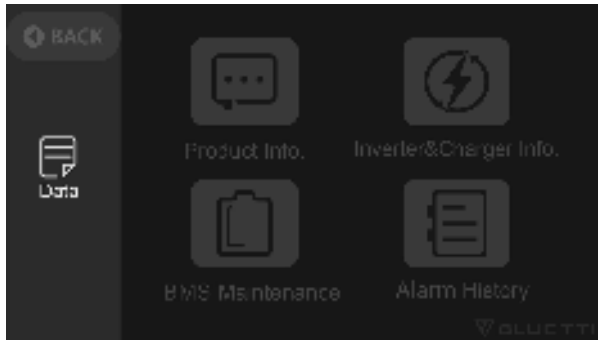 BACK
Product Info.
Inverter&Charger Info.
Data
BMS Maintenance
Alarm History
BLUETTI